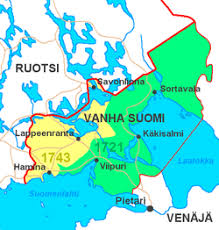 RUOTSI
Savonlinna
VANHA SUOMI
Sortavala
Lappeenranta
1721
Käkisalmi
Laatokka
1743
Hamina
Viipuri
Suomenlahti
Pietari
VENÄJÄ